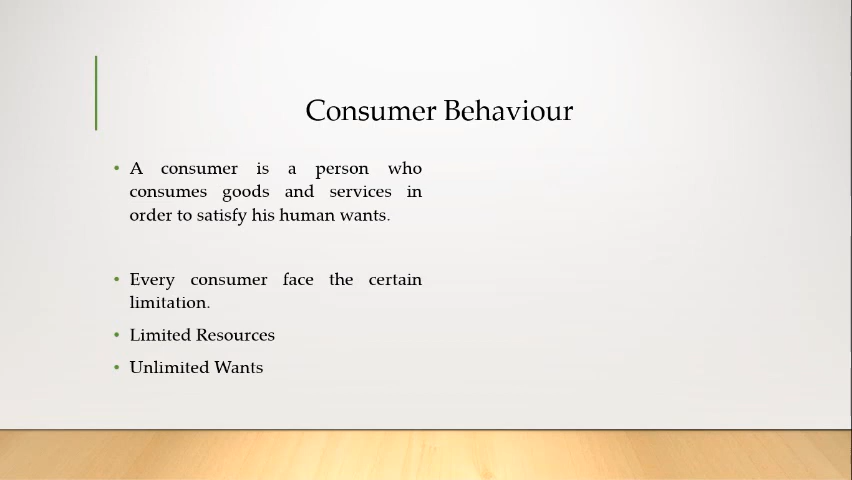 Consumer Behaviour
• A consumer is a person who
consumes goods and services in
order to satisfy his human wants.
• Every consumer face the certain
limitation.
• Limited Resources
• Unlimited Wants